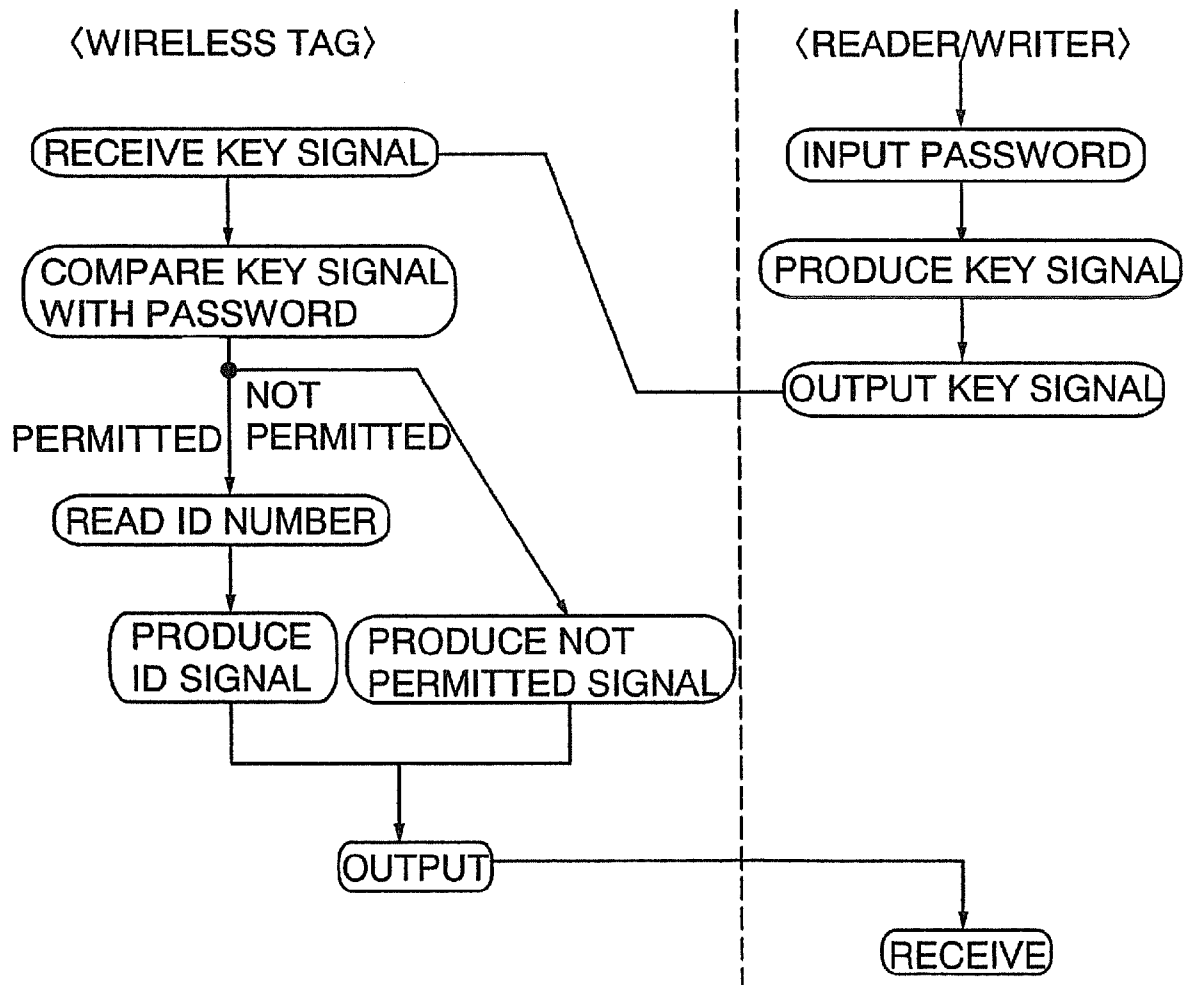 〈WIRELESS TAG〉
〈READER/WRITER〉
RECEIVE KEY SIGNAL
INPUT PASSWORD
COMPARE KEY SIGNAL
WITH PASSWORD
PRODUCE KEY SIGNAL
OUTPUT KEY SIGNAL
PERMITTED
NOT
PERMITTED
READ ID NUMBER
PRODUCE
ID SIGNAL
PRODUCE NOT
PERMITTED SIGNAL
OUTPUT
RECEIVE